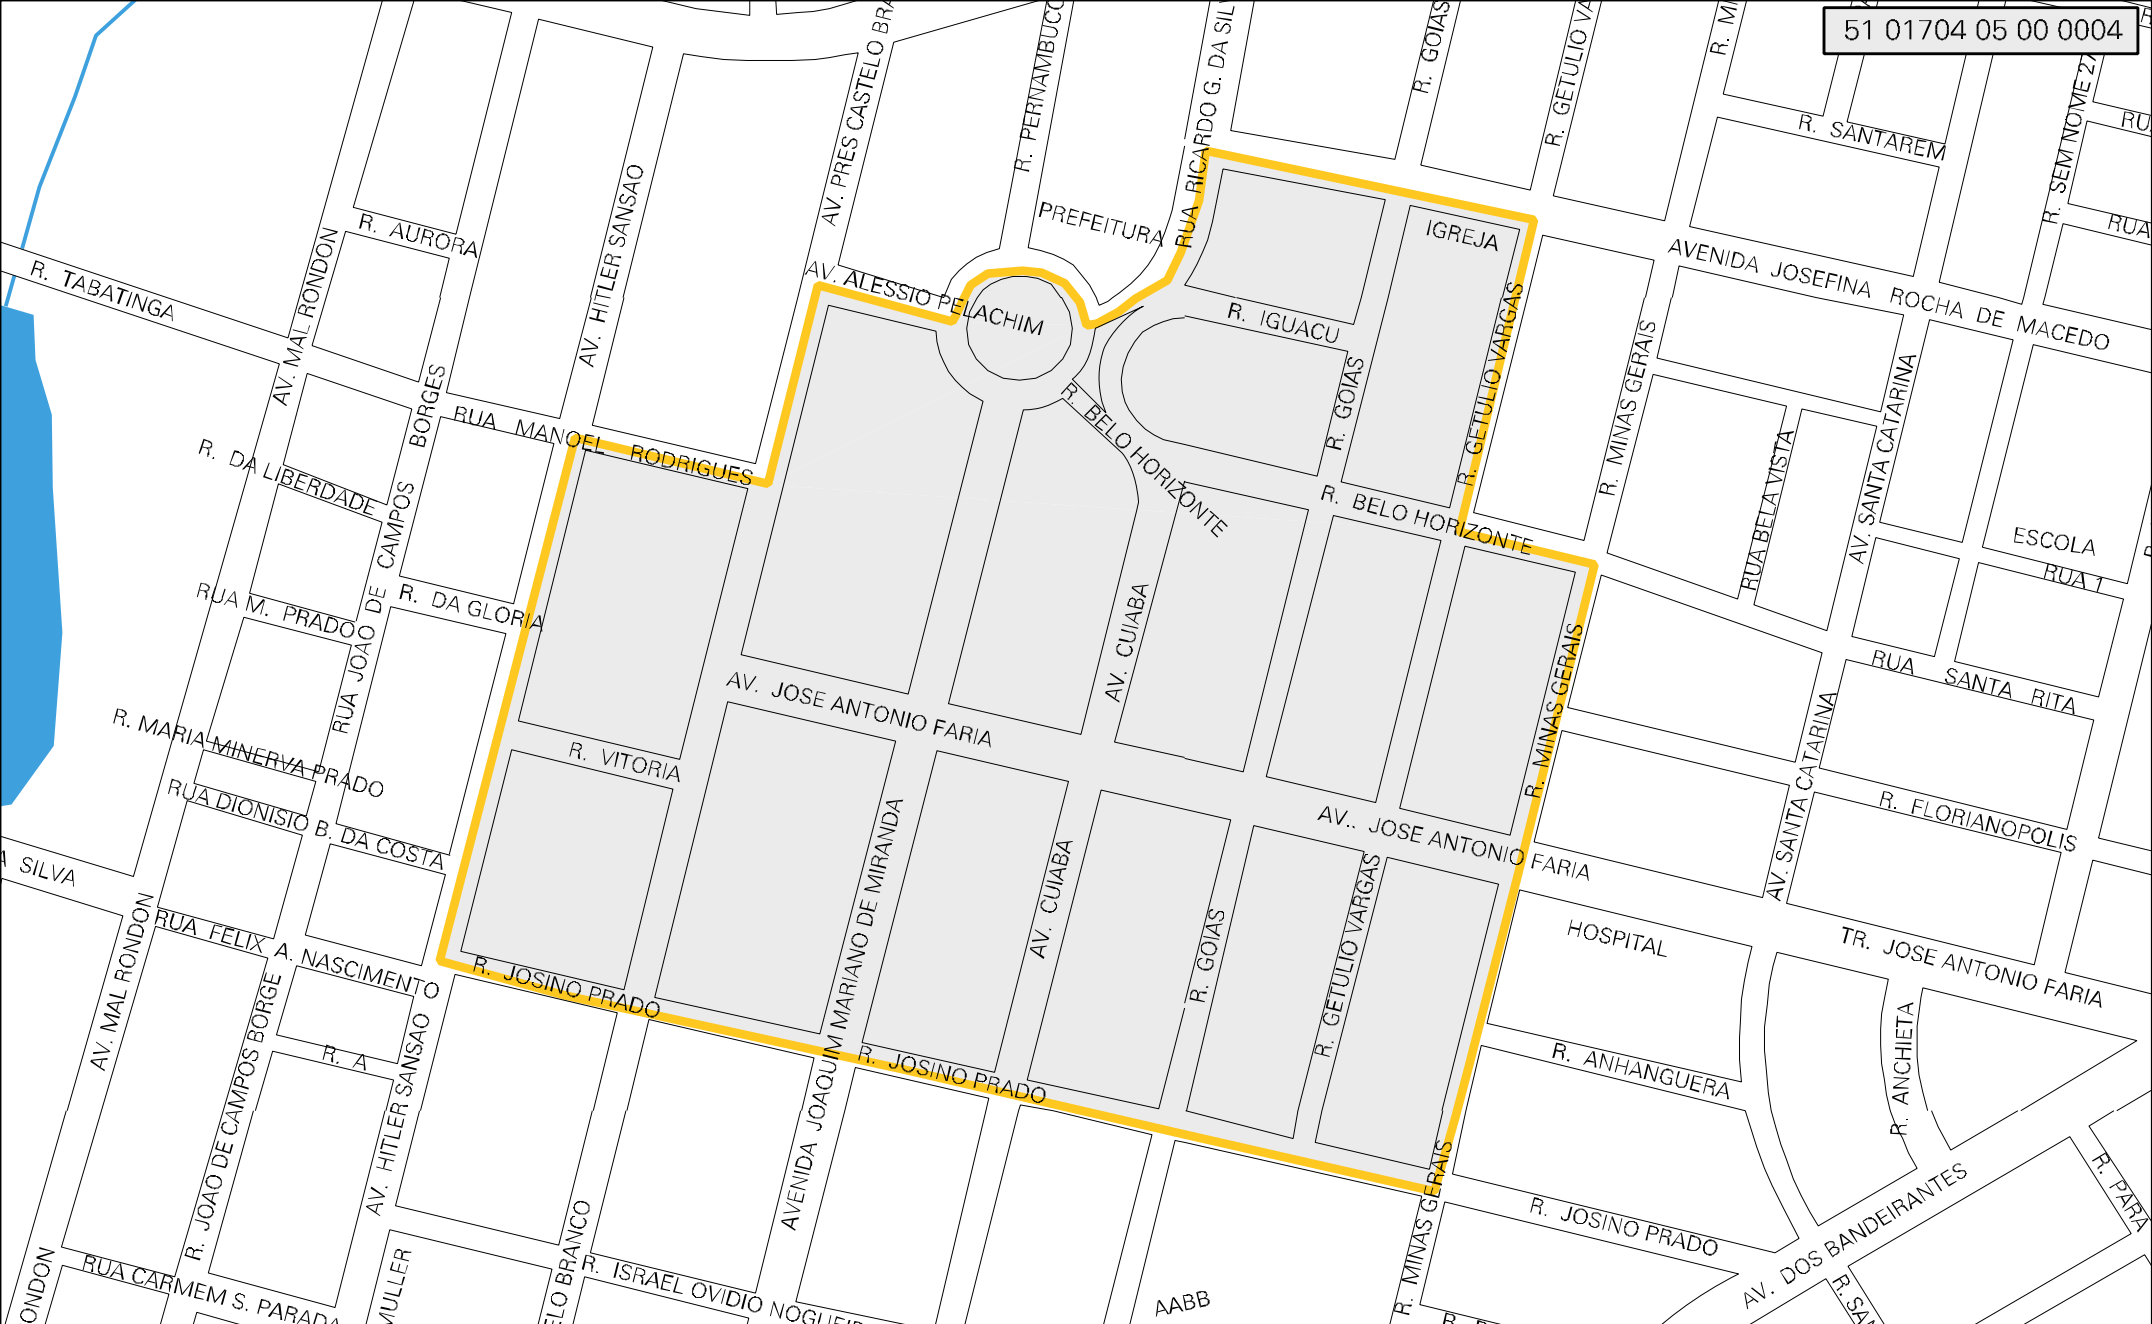 51 01704 05 00 0004
R. GOIAS
R. PERNAMBUCO
AV. PRES CASTELO
RUA RICARDO G. DA
R. GETULIO
R. SANTAREM
R. SEM NOME
RUA
R. AURORA
AV. HITLER SANSAO
PREFEITURA
IGREJA
AVENIDA JOSEFINA ROCHA DE MACEDO
R. TABATINGA
AV. MAL RONDON
AV. ALESSIO PELACHIM
R. IGUACU
R. GETULIO VARGAS
R. MINAS GERAIS
R. GOIAS
AV. SANTA CATARINA
RUA BELA VISTA
RUA MANOEL RODRIGUES
R. BELO HORIZONTE
R. BELO HORIZONTE
R. DA LIBERDADE
RUA JOAO DE CAMPOS BORGES
ESCOLA
RUA 1
R. DA GLORIA
RUA M. PRADO
AV. CUIABA
R. MINAS GERAIS
RUA SANTA RITA
AV. JOSE ANTONIO FARIA
R. VITORIA
R. MARIA MINERVA PRADO
RUA DIONISIO B. DA COSTA
AV. SANTA CATARINA
R. FLORIANOPOLIS
AV.. JOSE ANTONIO FARIA
SILVA
AVENIDA JOAQUIM MARIANO DE MIRANDA
AV. CUIABA
R. GOIAS
R. GETULIO VARGAS
HOSPITAL
TR. JOSE ANTONIO FARIA
RUA FELIX A. NASCIMENTO
AV. MAL RONDON
R. JOSINO PRADO
R. JOSINO PRADO
R. A
R. JOAO DE CAMPOS BORGE
AV. HITLER SANSAO
R. ANHANGUERA
R. ANCHIETA
R. PARA
AV. DOS BANDEIRANTES
R. JOSINO PRADO
R. MINAS GERAIS
RUA CARMEM S. PARADA
R. ISRAEL OVIDIO
AABB
MULLER
BRANCO